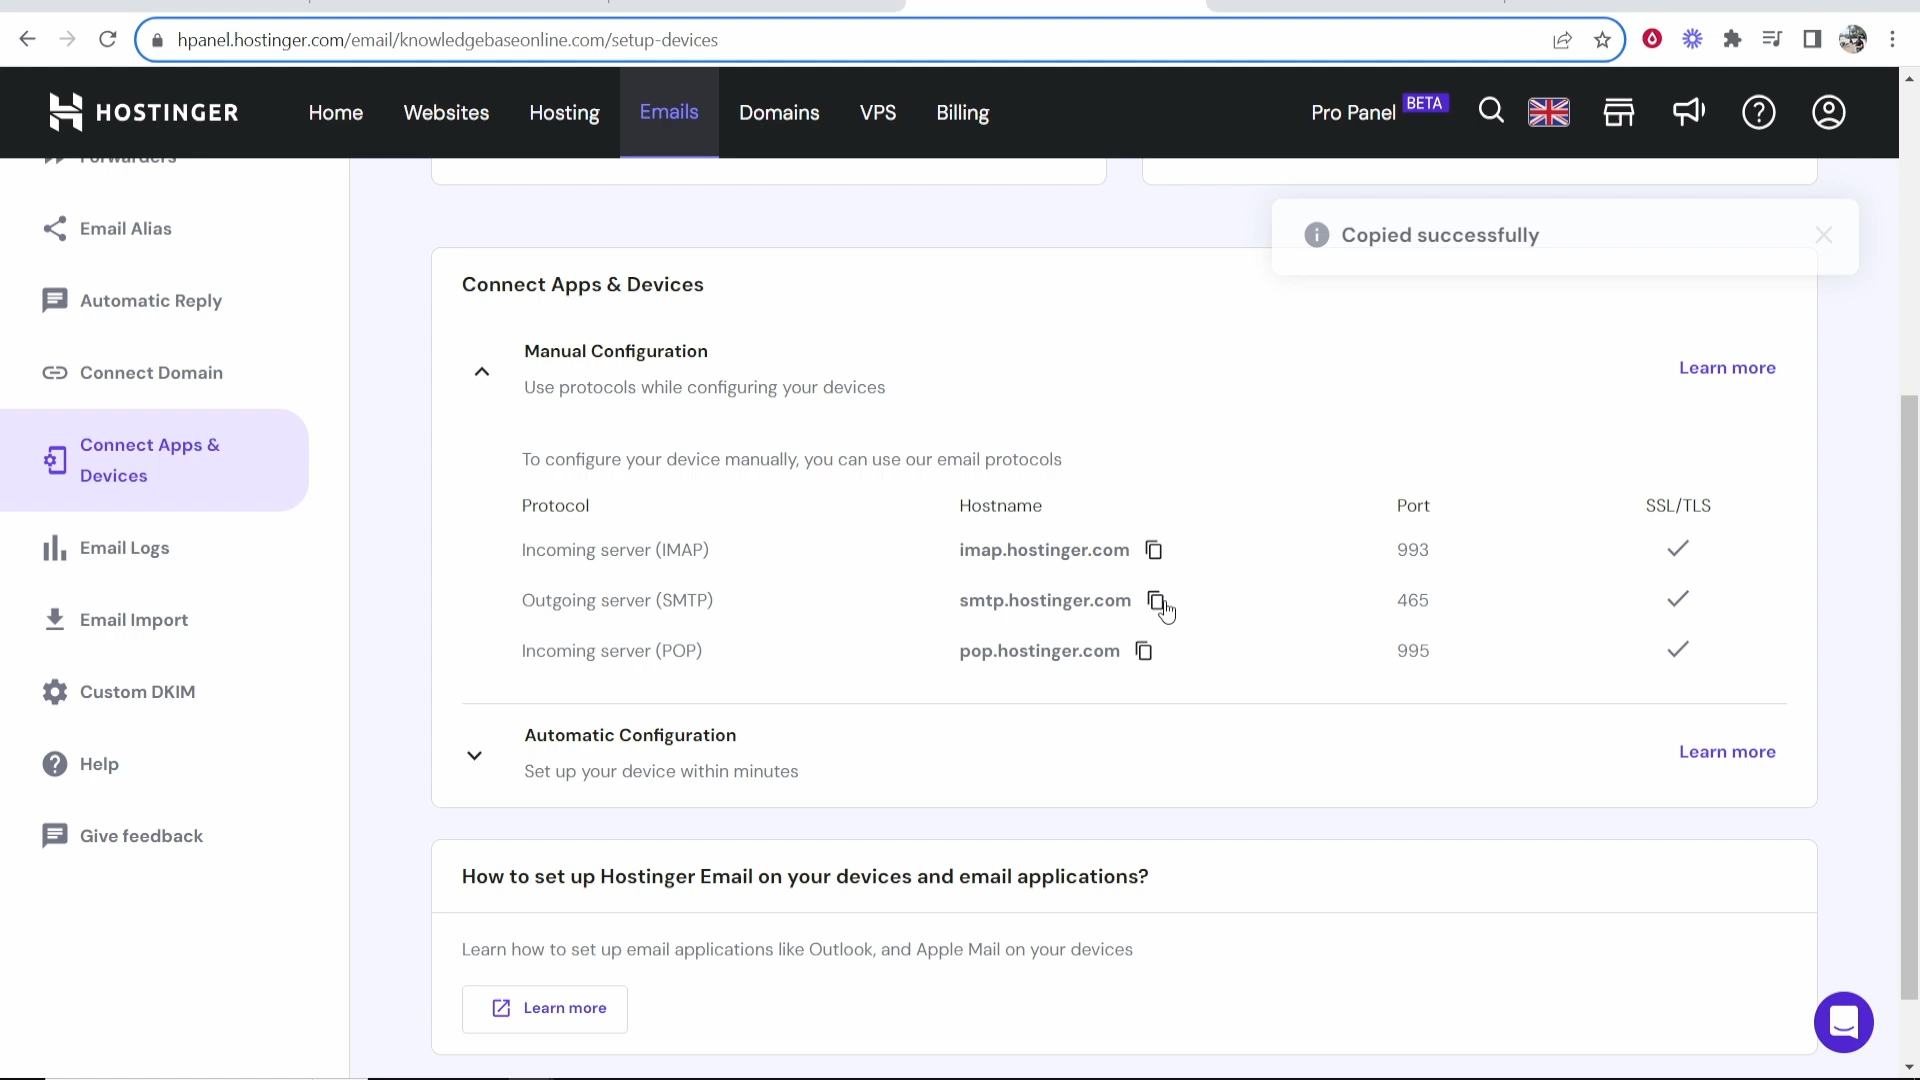 hpanel.hostinger.com/email/knowledgebaseonline.com/setup-devices
HOSTINGER
Home
Websites
Hosting
Emails
Domains
VPS
Billing
Pro Panel BETA
Forwarders
Email Alias
Automatic Reply
Connect Domain
Connect Apps &
Devices
Email Logs
Email Import
Custom DKIM
Help
Give feedback
Copied successfully
Connect Apps & Devices
Manual Configuration
Use protocols while configuring your devices
Learn more
To configure your device manually, you can use our email protocols
Protocol Hostname Port SSL/TLS
Incoming server (IMAP) imap.hostinger.com 993
Outgoing server (SMTP) smtp.hostinger.com 465
Incoming server (POP) pop.hostinger.com 995
Automatic Configuration
Set up your device within minutes
Learn more
How to set up Hostinger Email on your devices and email applications?
Learn how to set up email applications like Outlook, and Apple Mail on your devices
Learn more